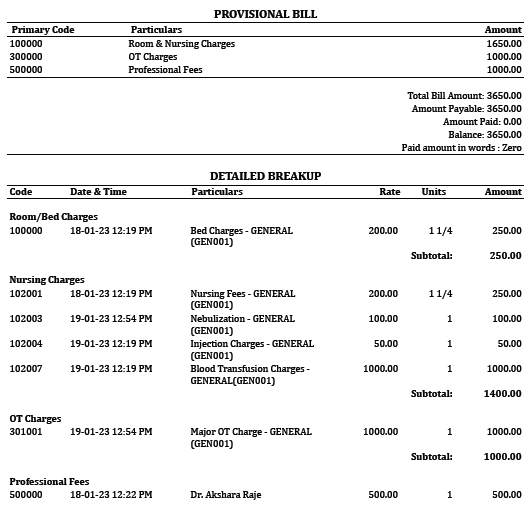 PROVISIONAL BILL
Primary Code Particulars Amount
100000 Room & Nursing Charges 1650.00
300000 OT Charges 1000.00
500000 Professional Fees 1000.00
Total Bill Amount: 3650.00
Amount Payable: 3650.00
Amount Paid: 0.00
Balance: 3650.00
Paid amount in words : Zero
DETAILED BREAKUP
Code Date & Time Particulars Rate Units Amount
Room/Bed Charges
100000 18-01-23 12:19 PM Bed Charges - GENERAL 200.00 1 1/4 250.00
(GEN001)
Subtotal: 250.00
Nursing Charges
102001 18-01-23 12:19 PM Nursing Fees - GENERAL 200.00 1 1/4 250.00
(GEN001)
102003 19-01-23 12:54 PM Nebulization - GENERAL 100.00 1 100.00
(GEN001)
102004 19-01-23 12:19 PM Injection Charges - GENERAL 50.00 1 50.00
(GEN001)
102007 19-01-23 12:19 PM Blood Transfusion Charges - 1000.00 1 1000.00
GENERAL(GEN001)
Subtotal: 1400.00
OT Charges
301001 19-01-23 12:54 PM Major OT Charge - GENERAL 1000.00 1 1000.00
(GEN001)
Subtotal: 1000.00
Professional Fees
500000 18-01-23 12:22 PM Dr. Akshara Raje 500.00 1 500.00